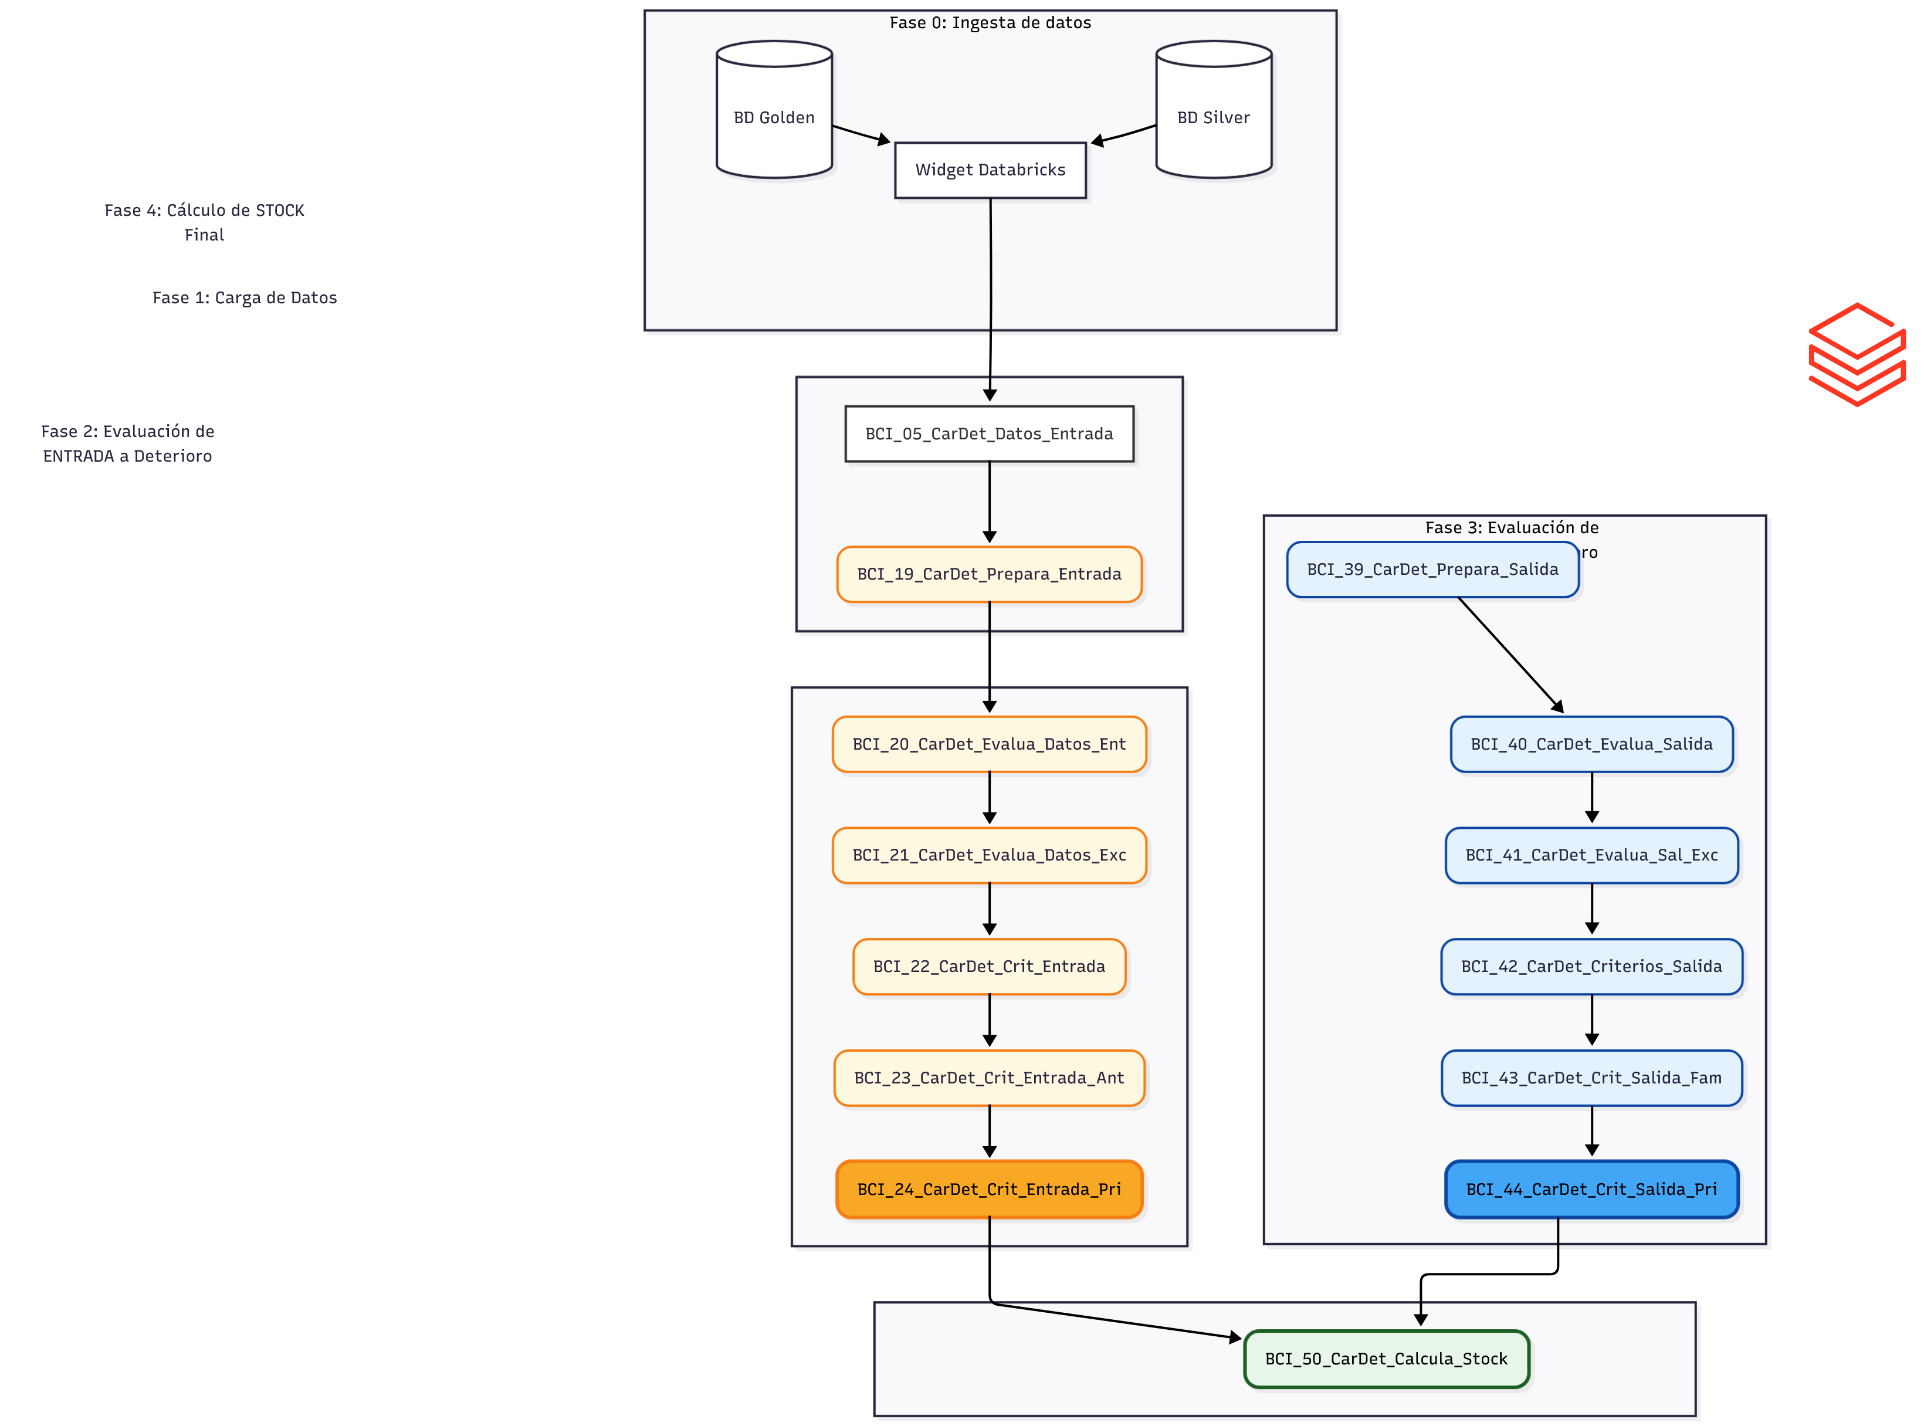 Fase 0: Ingesta de datos
BD Golden
BD Silver
Widget Databricks
Fase 4: Cálculo de STOCK
Final
Fase 1: Carga de Datos
Fase 2: Evaluación de
ENTRADA a Deterioro
BCI_05_CarDet_Datos_Entrada
BCI_19_CarDet_Prepara_Entrada
Fase 3: Evaluación de
BCI_39_CarDet_Prepara_Salida
BCI_20_CarDet_Evalua_Datos_Ent
BCI_40_CarDet_Evalua_Salida
BCI_21_CarDet_Evalua_Datos_Exc
BCI_41_CarDet_Evalua_Sal_Exc
BCI_22_CarDet_Crit_Entrada
BCI_42_CarDet_Criterios_Salida
BCI_23_CarDet_Crit_Entrada_Ant
BCI_43_CarDet_Crit_Salida_Fam
BCI_24_CarDet_Crit_Entrada_Pri
BCI_44_CarDet_Crit_Salida_Pri
BCI_50_CarDet_Calcula_Stock